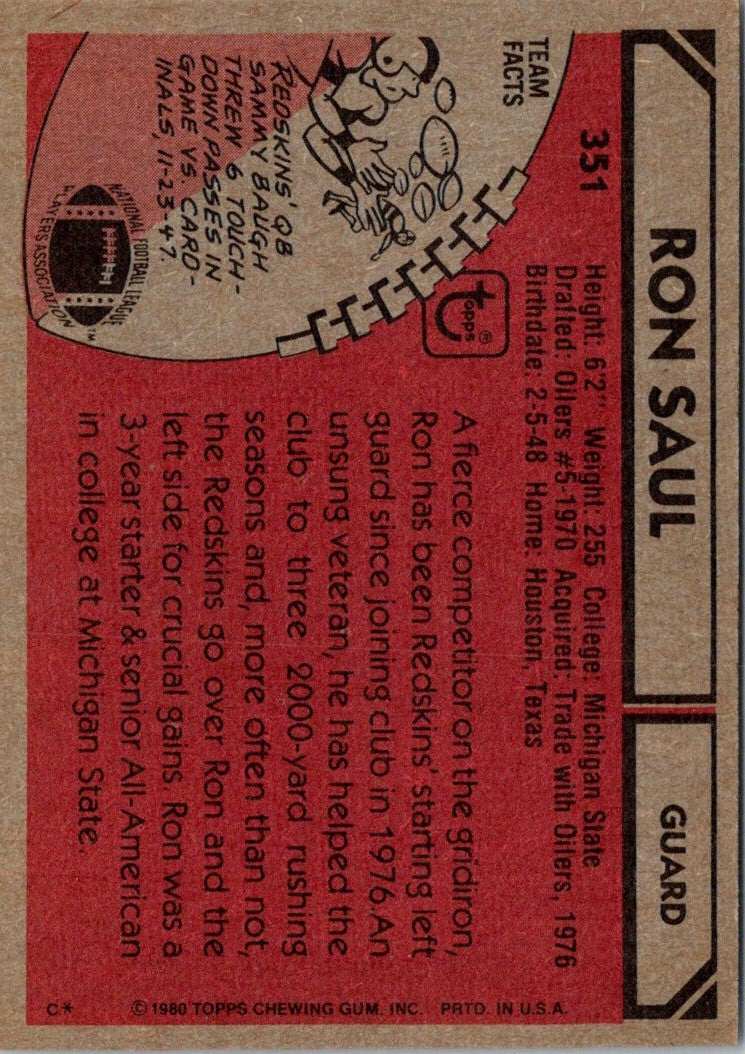 RON SAUL
GUARD
351
Height: 6'2" Weight: 255 College: Michigan State
Drafted: Oilers #5-1970 Acquired: Trade with Oilers, 1976
Birthdate: 2-5-48 Home: Houston, Texas
TEAM
FACTS
REDSKINS' QB
SAMMY BAUGH
THREW 6 TOUCH-
DOWN PASSES IN
GAME VS. CARD-
INALS, 11-23-47.
NATIONAL FOOTBALL LEAGUE
PLAYERS ASSOCIATION
TM
topps®
A fierce competitor on the gridiron,
Ron has been Redskins' starting left
guard since joining club in 1976. An
unsung veteran, he has helped the
club to three 2000-yard rushing
seasons and, more often than not,
the Redskins go over Ron and the
left side for crucial gains. Ron was a
3-year starter & senior All-American
in college at Michigan State.
C* © 1980 TOPPS CHEWING GUM, INC. PRTD. IN U.S.A.